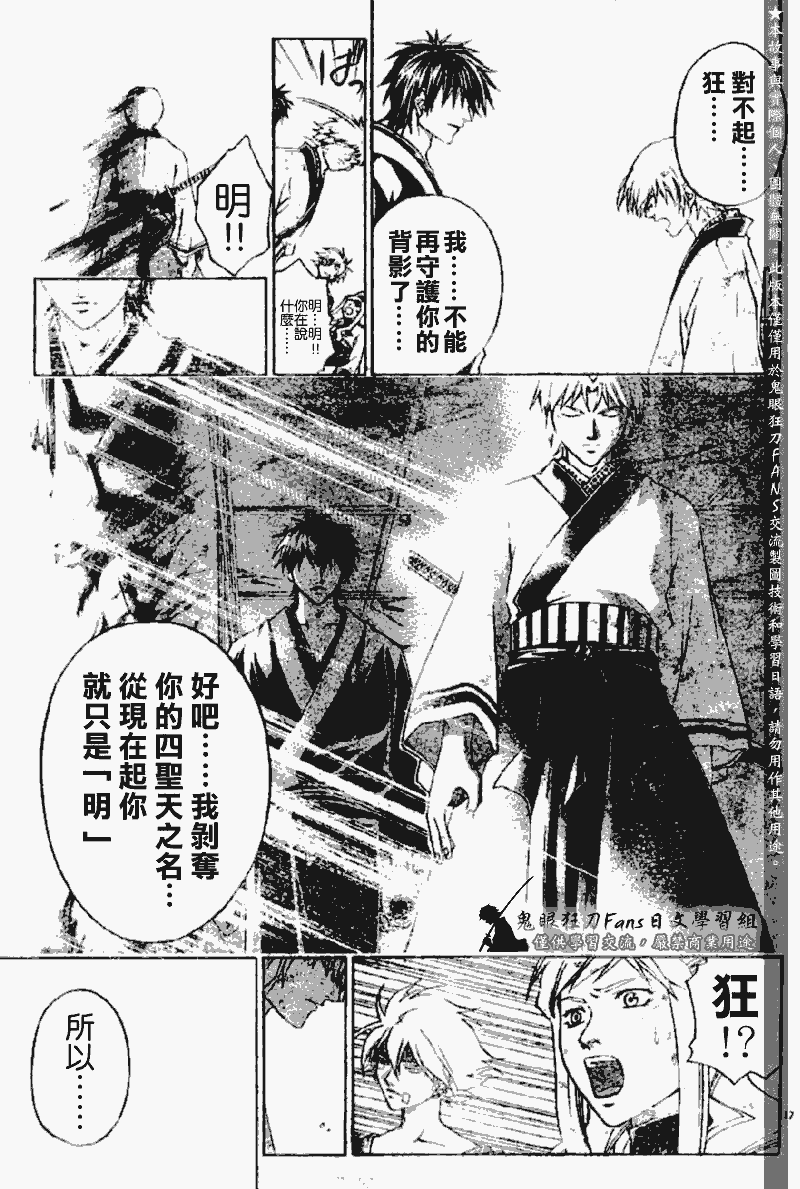 對不起……
狂……
我……不能
再守護你的
背影了……
ばっ
明…明!!
你在說
什麼……
明!!
好吧……我剝奪
你的四聖天之名…
從現在起你
就只是「明」
鬼眼狂刀Fans日文學習組
僅供學習交流，嚴禁商業用途
狂!?
所以……
★本故事與實際個人、團體無關。此版本僅僅用於鬼眼狂刀FANS交流製圖技術和學習日語，請勿用作其他用途。
17